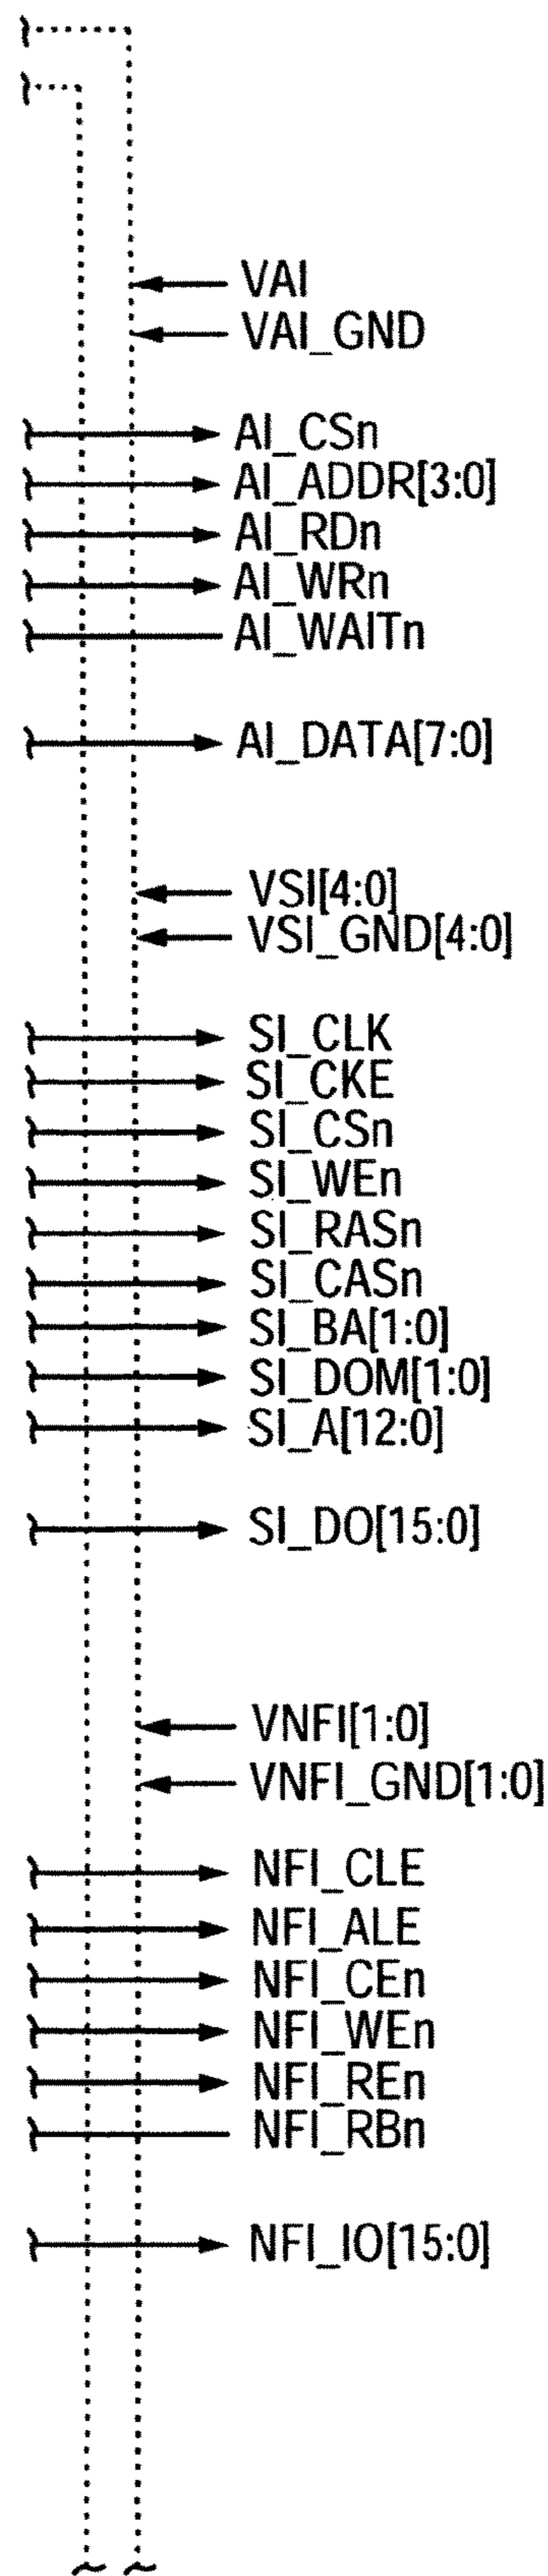 VAI
VAI_GND
AI_CSn
AI_ADDR[3:0]
AI_RDn
AI_WRn
AI_WAITn
AI_DATA[7:0]
VSI[4:0]
VSI_GND[4:0]
SI_CLK
SI_CKE
SI_CSn
SI_WEn
SI_RASn
SI_CASn
SI_BA[1:0]
SI_DOM[1:0]
SI_A[12:0]
SI_DO[15:0]
VNFI[1:0]
VNFI_GND[1:0]
NFI_CLE
NFI_ALE
NFI_CEn
NFI_WEn
NFI_REn
NFI_RBn
NFI_IO[15:0]